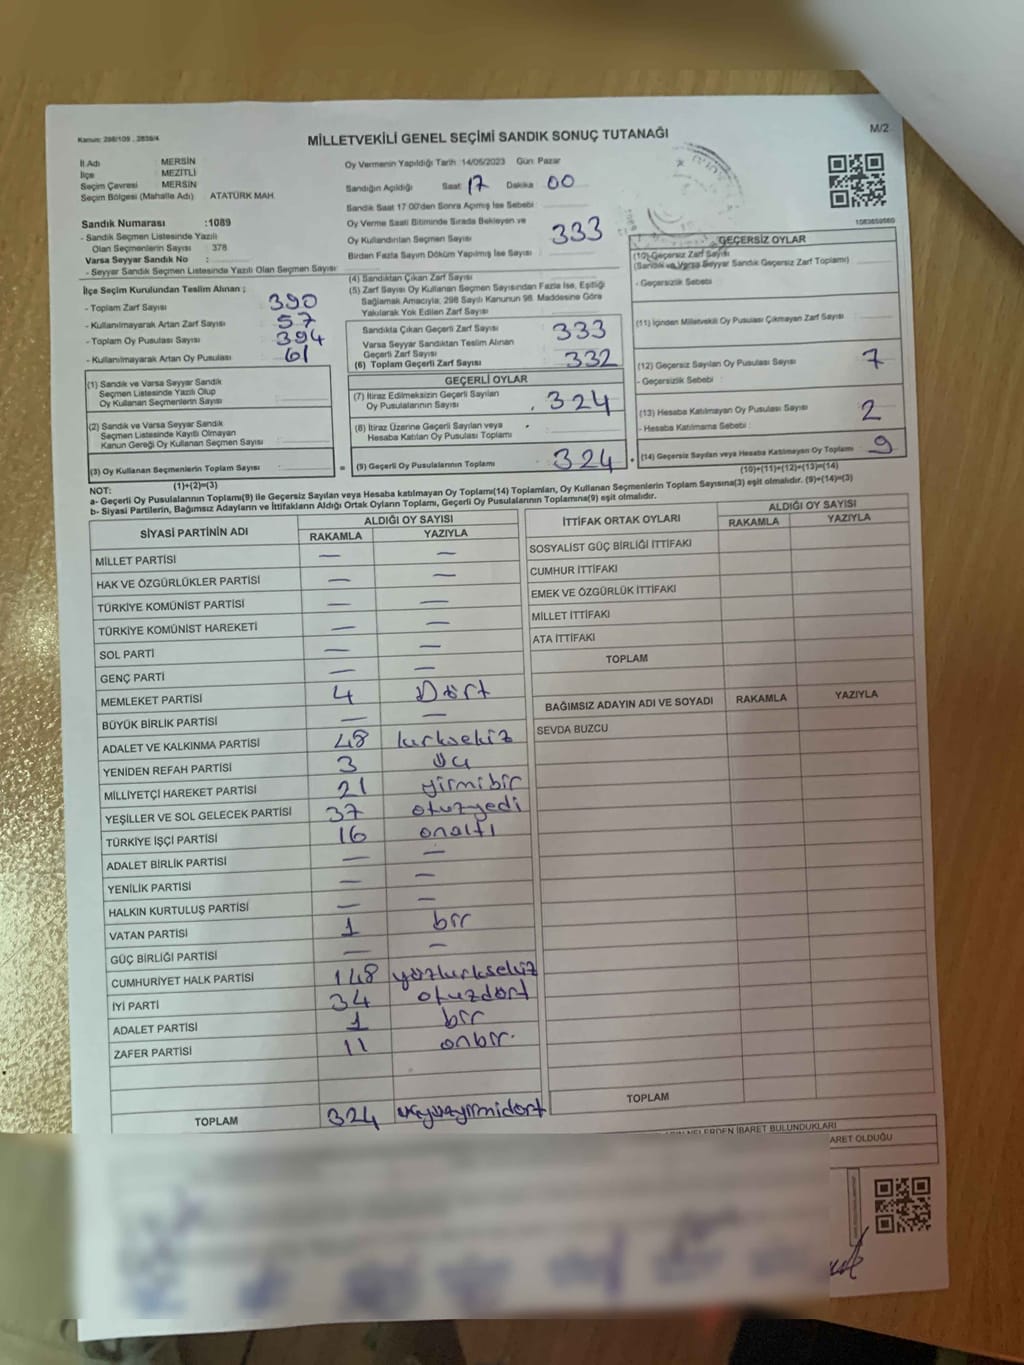 Kanun: 298/109 , 2839/4
MİLLETVEKİLİ GENEL SEÇİMİ SANDIK SONUÇ TUTANAĞI
M/2
İl Adı : MERSİN
İlçe : MEZİTLİ
Seçim Çevresi : MERSİN
Seçim Bölgesi (Mahalle Adı) : ATATÜRK MAH.
Sandık Numarası :1089
- Sandık Seçmen Listesinde Yazılı
Olan Seçmenlerin Sayısı : 378
Varsa Seyyar Sandık No :
- Seyyar Sandık Seçmen Listesinde Yazılı Olan Seçmen Sayısı :
Oy Vermenin Yapıldığı Tarih :14/05/2023 Gün: Pazar
Sandığın Açıldığı Saat : 17 Dakika : 00
Sandık Saat 17.00'den Sonra Açılmış İse Sebebi :
Oy Verme Saati Bitiminde Sırada Bekleyen ve
Oy Kullandırılan Seçmen Sayısı : 333
Birden Fazla Sayım Döküm Yapılmış İse Sayısı :
1083659560
İlçe Seçim Kurulundan Teslim Alınan ;
- Toplam Zarf Sayısı : 390
- Kullanılmayarak Artan Zarf Sayısı : 57
- Toplam Oy Pusulası Sayısı : 394
- Kullanılmayarak Artan Oy Pusulası : 61
(1) Sandık ve Varsa Seyyar Sandık
Seçmen Listesinde Yazılı Olup
Oy Kullanan Seçmenlerin Sayısı :
(2) Sandık ve Varsa Seyyar Sandık
Seçmen Listesinde Kayıtlı Olmayan
Kanun Gereği Oy Kullanan Seçmen Sayısı :
(3) Oy Kullanan Seçmenlerin Toplam Sayısı :
(1)+(2)=(3)
(4) Sandıktan Çıkan Zarf Sayısı :
(5) Zarf Sayısı Oy Kullanan Seçmen Sayısından Fazla İse, Eşitliği
Sağlamak Amacıyla; 298 Sayılı Kanunun 98. Maddesine Göre
Yakılarak Yok Edilen Zarf Sayısı :
Sandıkta Çıkan Geçerli Zarf Sayısı : 333
Varsa Seyyar Sandıktan Teslim Alınan
Geçerli Zarf Sayısı :
(6) Toplam Geçerli Zarf Sayısı : 332
GEÇERLİ OYLAR
(7) İtiraz Edilmeksizin Geçerli Sayılan
Oy Pusulalarının Sayısı : 324
(8) İtiraz Üzerine Geçerli Sayılan veya
Hesaba Katılan Oy Pusulası Toplamı :
= (9) Geçerli Oy Pusulalarının Toplamı : 324 +
GEÇERSİZ OYLAR
(10) Geçersiz Zarf Sayısı
(Sandık ve Varsa Seyyar Sandık Geçersiz Zarf Toplamı) :
- Geçersizlik Sebebi :
(11) İçinden Milletvekili Oy Pusulası Çıkmayan Zarf Sayısı :
(12) Geçersiz Sayılan Oy Pusulası Sayısı : 7
- Geçersizlik Sebebi :
(13) Hesaba Katılmayan Oy Pusulası Sayısı : 2
- Hesaba Katılmama Sebebi :
(14) Geçersiz Sayılan veya Hesaba Katılmayan Oy Toplamı : 9
(10)+(11)+(12)+(13)=(14)
NOT:
a- Geçerli Oy Pusulalarının Toplamı(9) ile Geçersiz Sayılan veya Hesaba katılmayan Oy Toplamı(14) Toplamları, Oy Kullanan Seçmenlerin Toplam Sayısına(3) eşit olmalıdır. (9)+(14)=(3)
b- Siyasi Partilerin, Bağımsız Adayların ve İttifakların Aldığı Ortak Oyların Toplamı, Geçerli Oy Pusulalarının Toplamına(9) eşit olmalıdır.
SİYASİ PARTİNİN ADI ALDIĞI OY SAYISI
RAKAMLA YAZIYLA
MİLLET PARTİSİ — —
HAK VE ÖZGÜRLÜKLER PARTİSİ — —
TÜRKİYE KOMÜNİST PARTİSİ — —
TÜRKİYE KOMÜNİST HAREKETİ — —
SOL PARTİ — —
GENÇ PARTİ — —
MEMLEKET PARTİSİ 4 Dört
BÜYÜK BİRLİK PARTİSİ — —
ADALET VE KALKINMA PARTİSİ 48 kırksekiz
YENİDEN REFAH PARTİSİ 3 üç
MİLLİYETÇİ HAREKET PARTİSİ 21 yirmibir
YEŞİLLER VE SOL GELECEK PARTİSİ 37 otuzyedi
TÜRKİYE İŞÇİ PARTİSİ 16 onaltı
ADALET BİRLİK PARTİSİ — —
YENİLİK PARTİSİ — —
HALKIN KURTULUŞ PARTİSİ — —
VATAN PARTİSİ 1 bir
GÜÇ BİRLİĞİ PARTİSİ — —
CUMHURİYET HALK PARTİSİ 148 yüzkırksekiz
İYİ PARTİ 34 otuzdört
ADALET PARTİSİ 1 bir
ZAFER PARTİSİ 11 onbir.
TOPLAM 324 üçyüzyirmidört
İTTİFAK ORTAK OYLARI ALDIĞI OY SAYISI
RAKAMLA YAZIYLA
SOSYALİST GÜÇ BİRLİĞİ İTTİFAKI
CUMHUR İTTİFAKI
EMEK VE ÖZGÜRLÜK İTTİFAKI
MİLLET İTTİFAKI
ATA İTTİFAKI
TOPLAM
BAĞIMSIZ ADAYIN ADI VE SOYADI RAKAMLA YAZIYLA
SEVDA BUZCU
TOPLAM
İBARET BULUNDUKLARI
ARET OLDUĞU